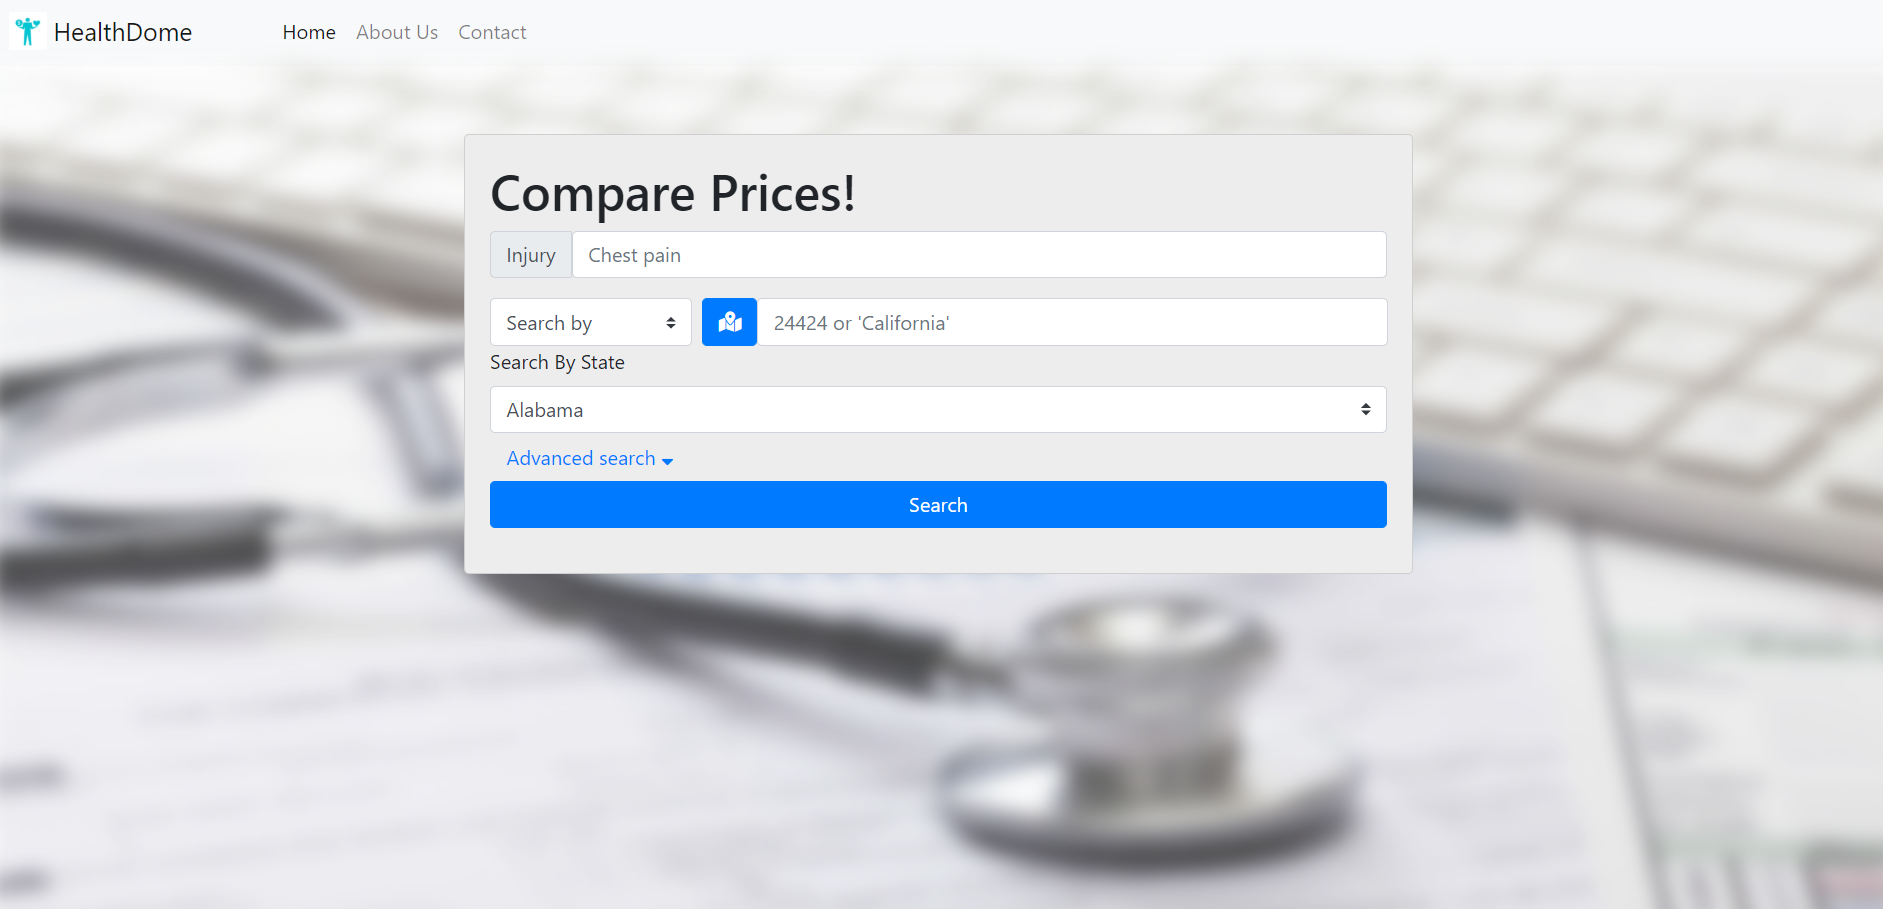 HealthDome Home About Us Contact
Compare Prices!
Injury Chest pain
Search by 24424 or 'California'
Search By State
Alabama
Advanced search
Search